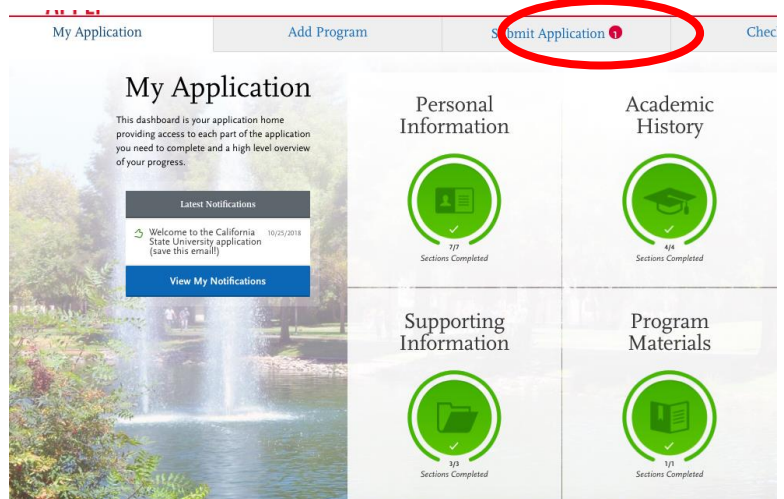 My Application
Add Program
Submit Application 1
My Application
This dashboard is your application home
providing access to each part of the application
you need to complete and a high level overview
of your progress.
Latest Notifications
Welcome to the California 10/25/2018
State University application
(save this email!)
View My Notifications
Personal
Information
7/7
Sections Completed
Academic
History
4/4
Sections Completed
Supporting
Information
3/3
Sections Completed
Program
Materials
1/1
Sections Completed